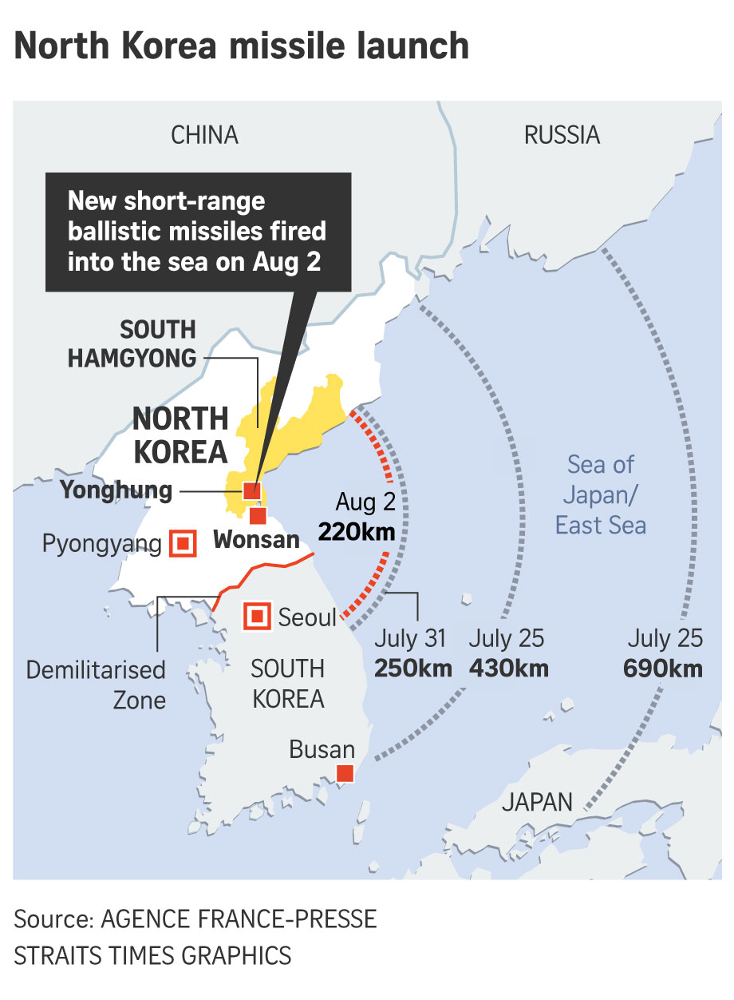 North Korea missile launch
CHINA
RUSSIA
New short-range
ballistic missiles fired
into the sea on Aug 2
SOUTH
HAMGYONG
NORTH
KOREA
Yonghung
Wonsan
Pyongyang
Aug 2
220km
Sea of
Japan/
East Sea
Seoul
July 31
250km
July 25
430km
July 25
690km
Demilitarised
Zone
SOUTH
KOREA
Busan
JAPAN
Source: AGENCE FRANCE-PRESSE
STRAITS TIMES GRAPHICS